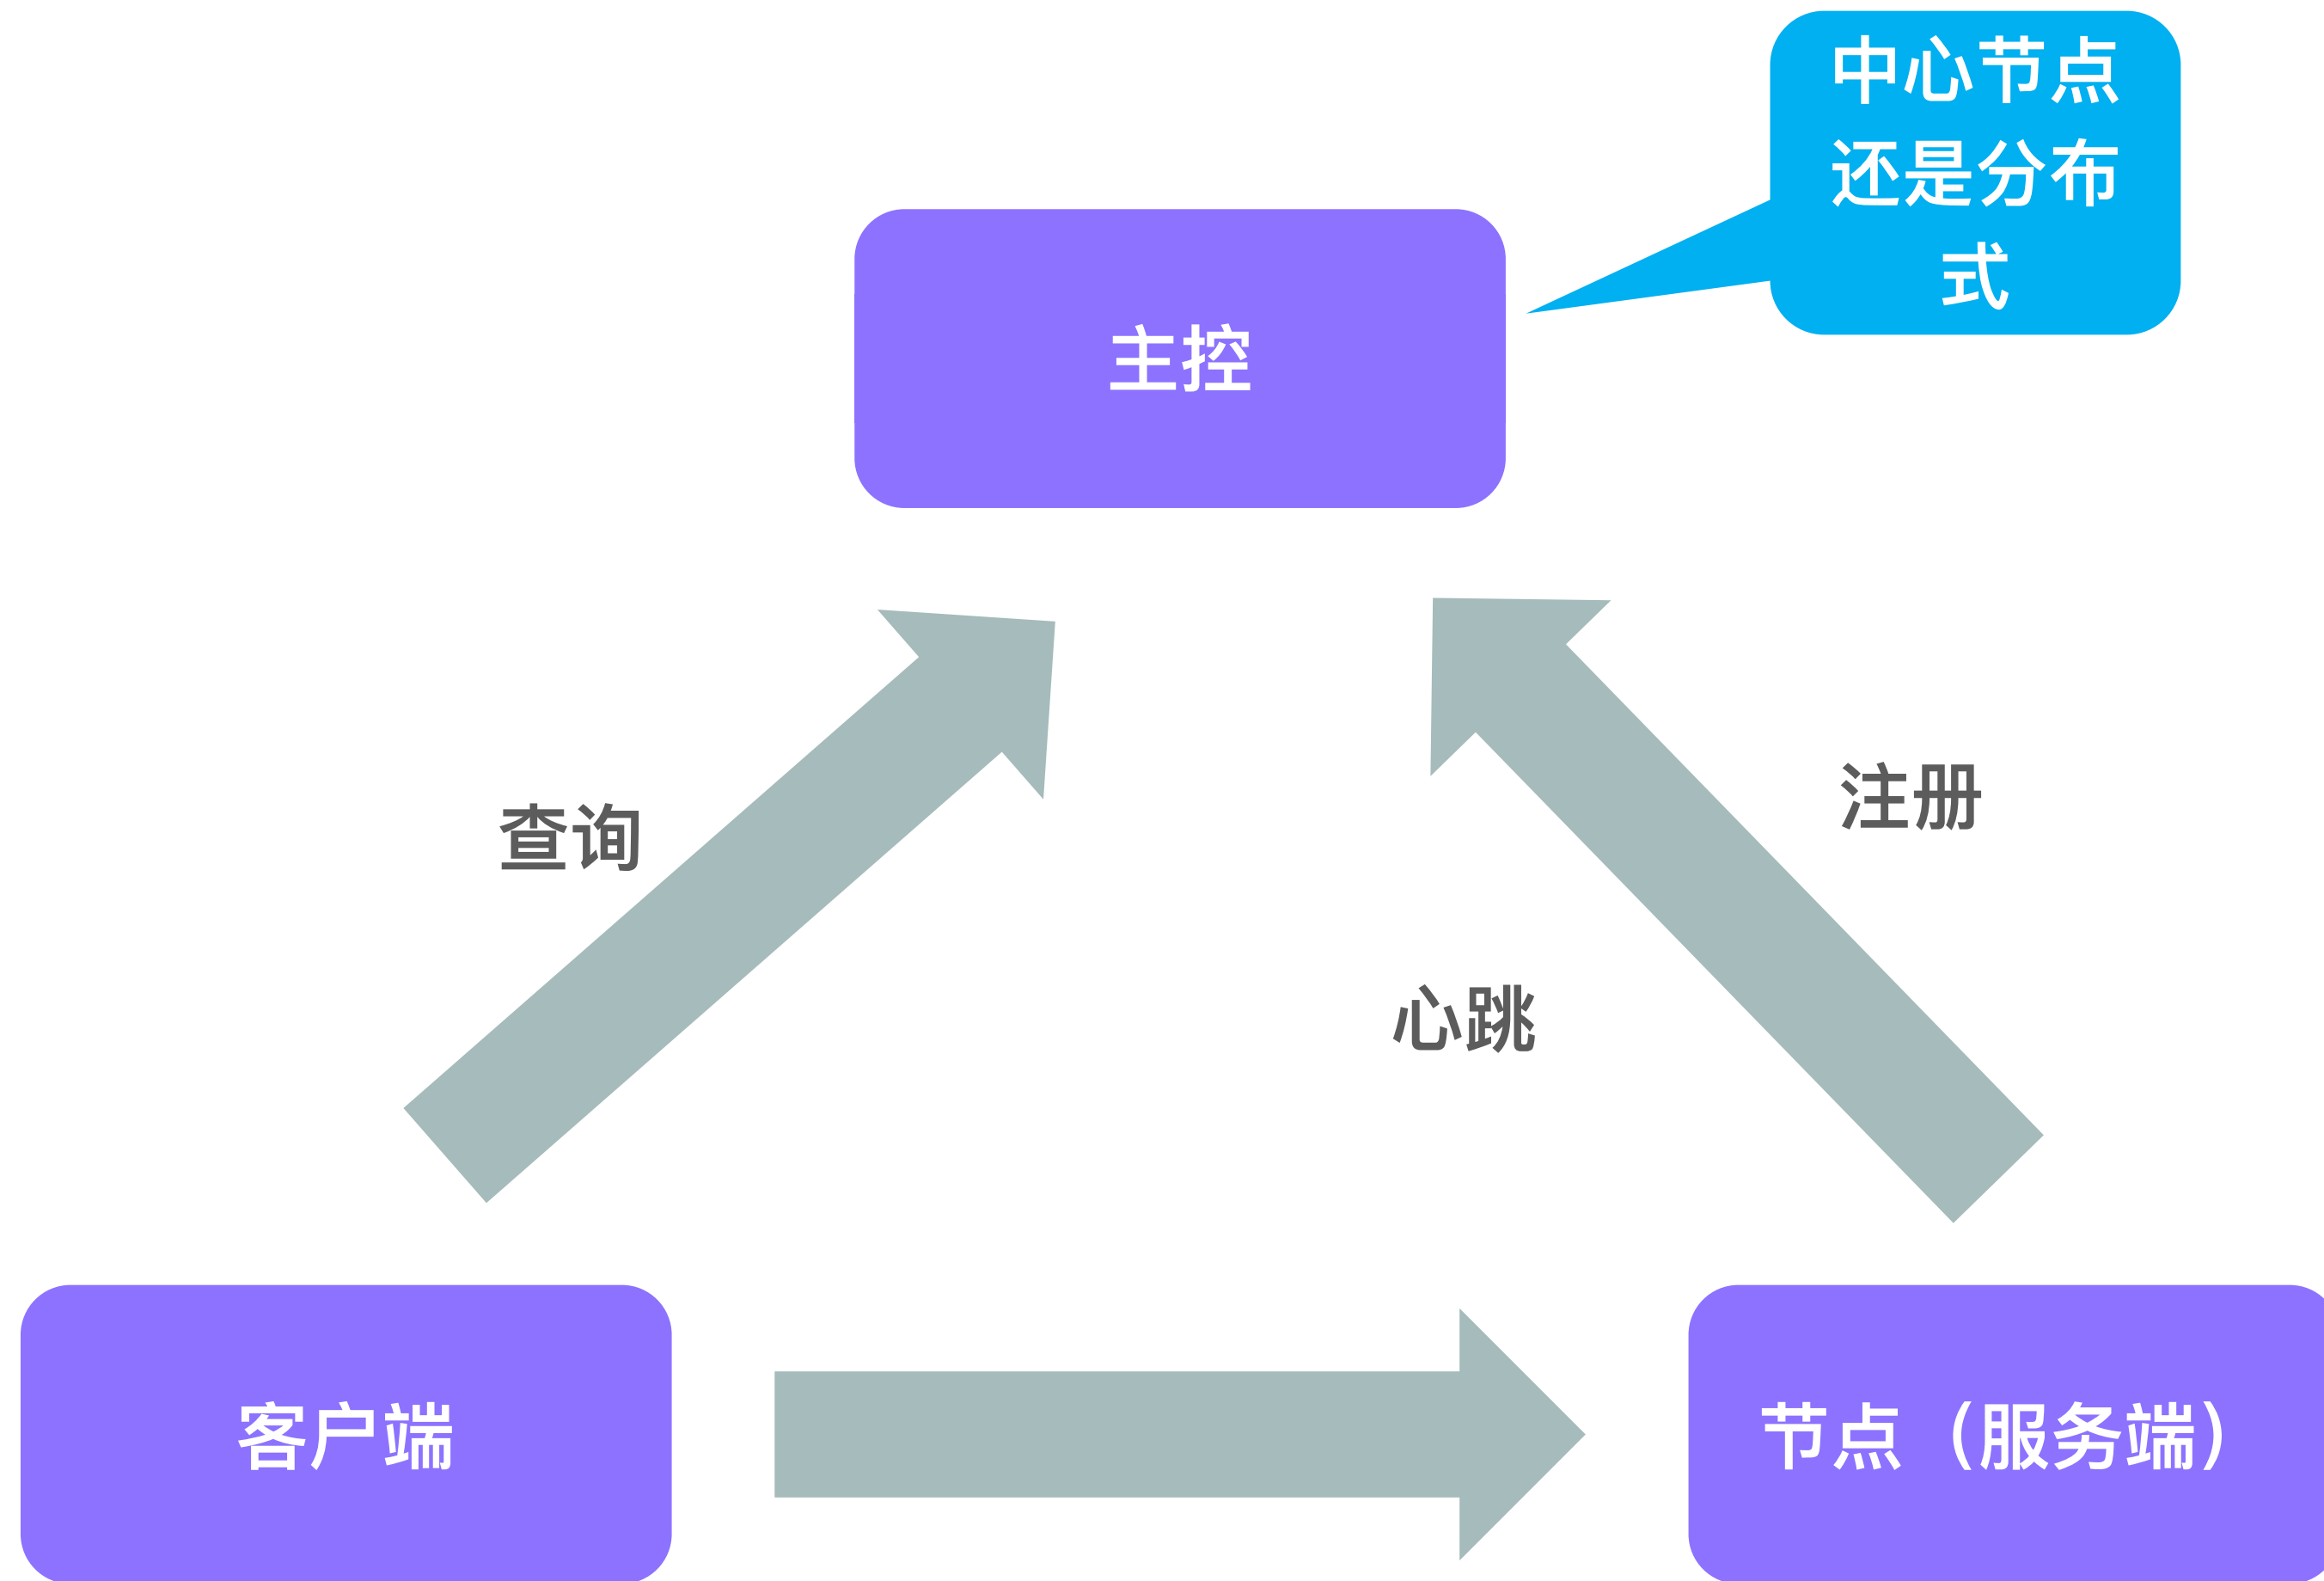 中心节点
还是分布
式
主控
查询
注册
心跳
客户端
节点（服务端）